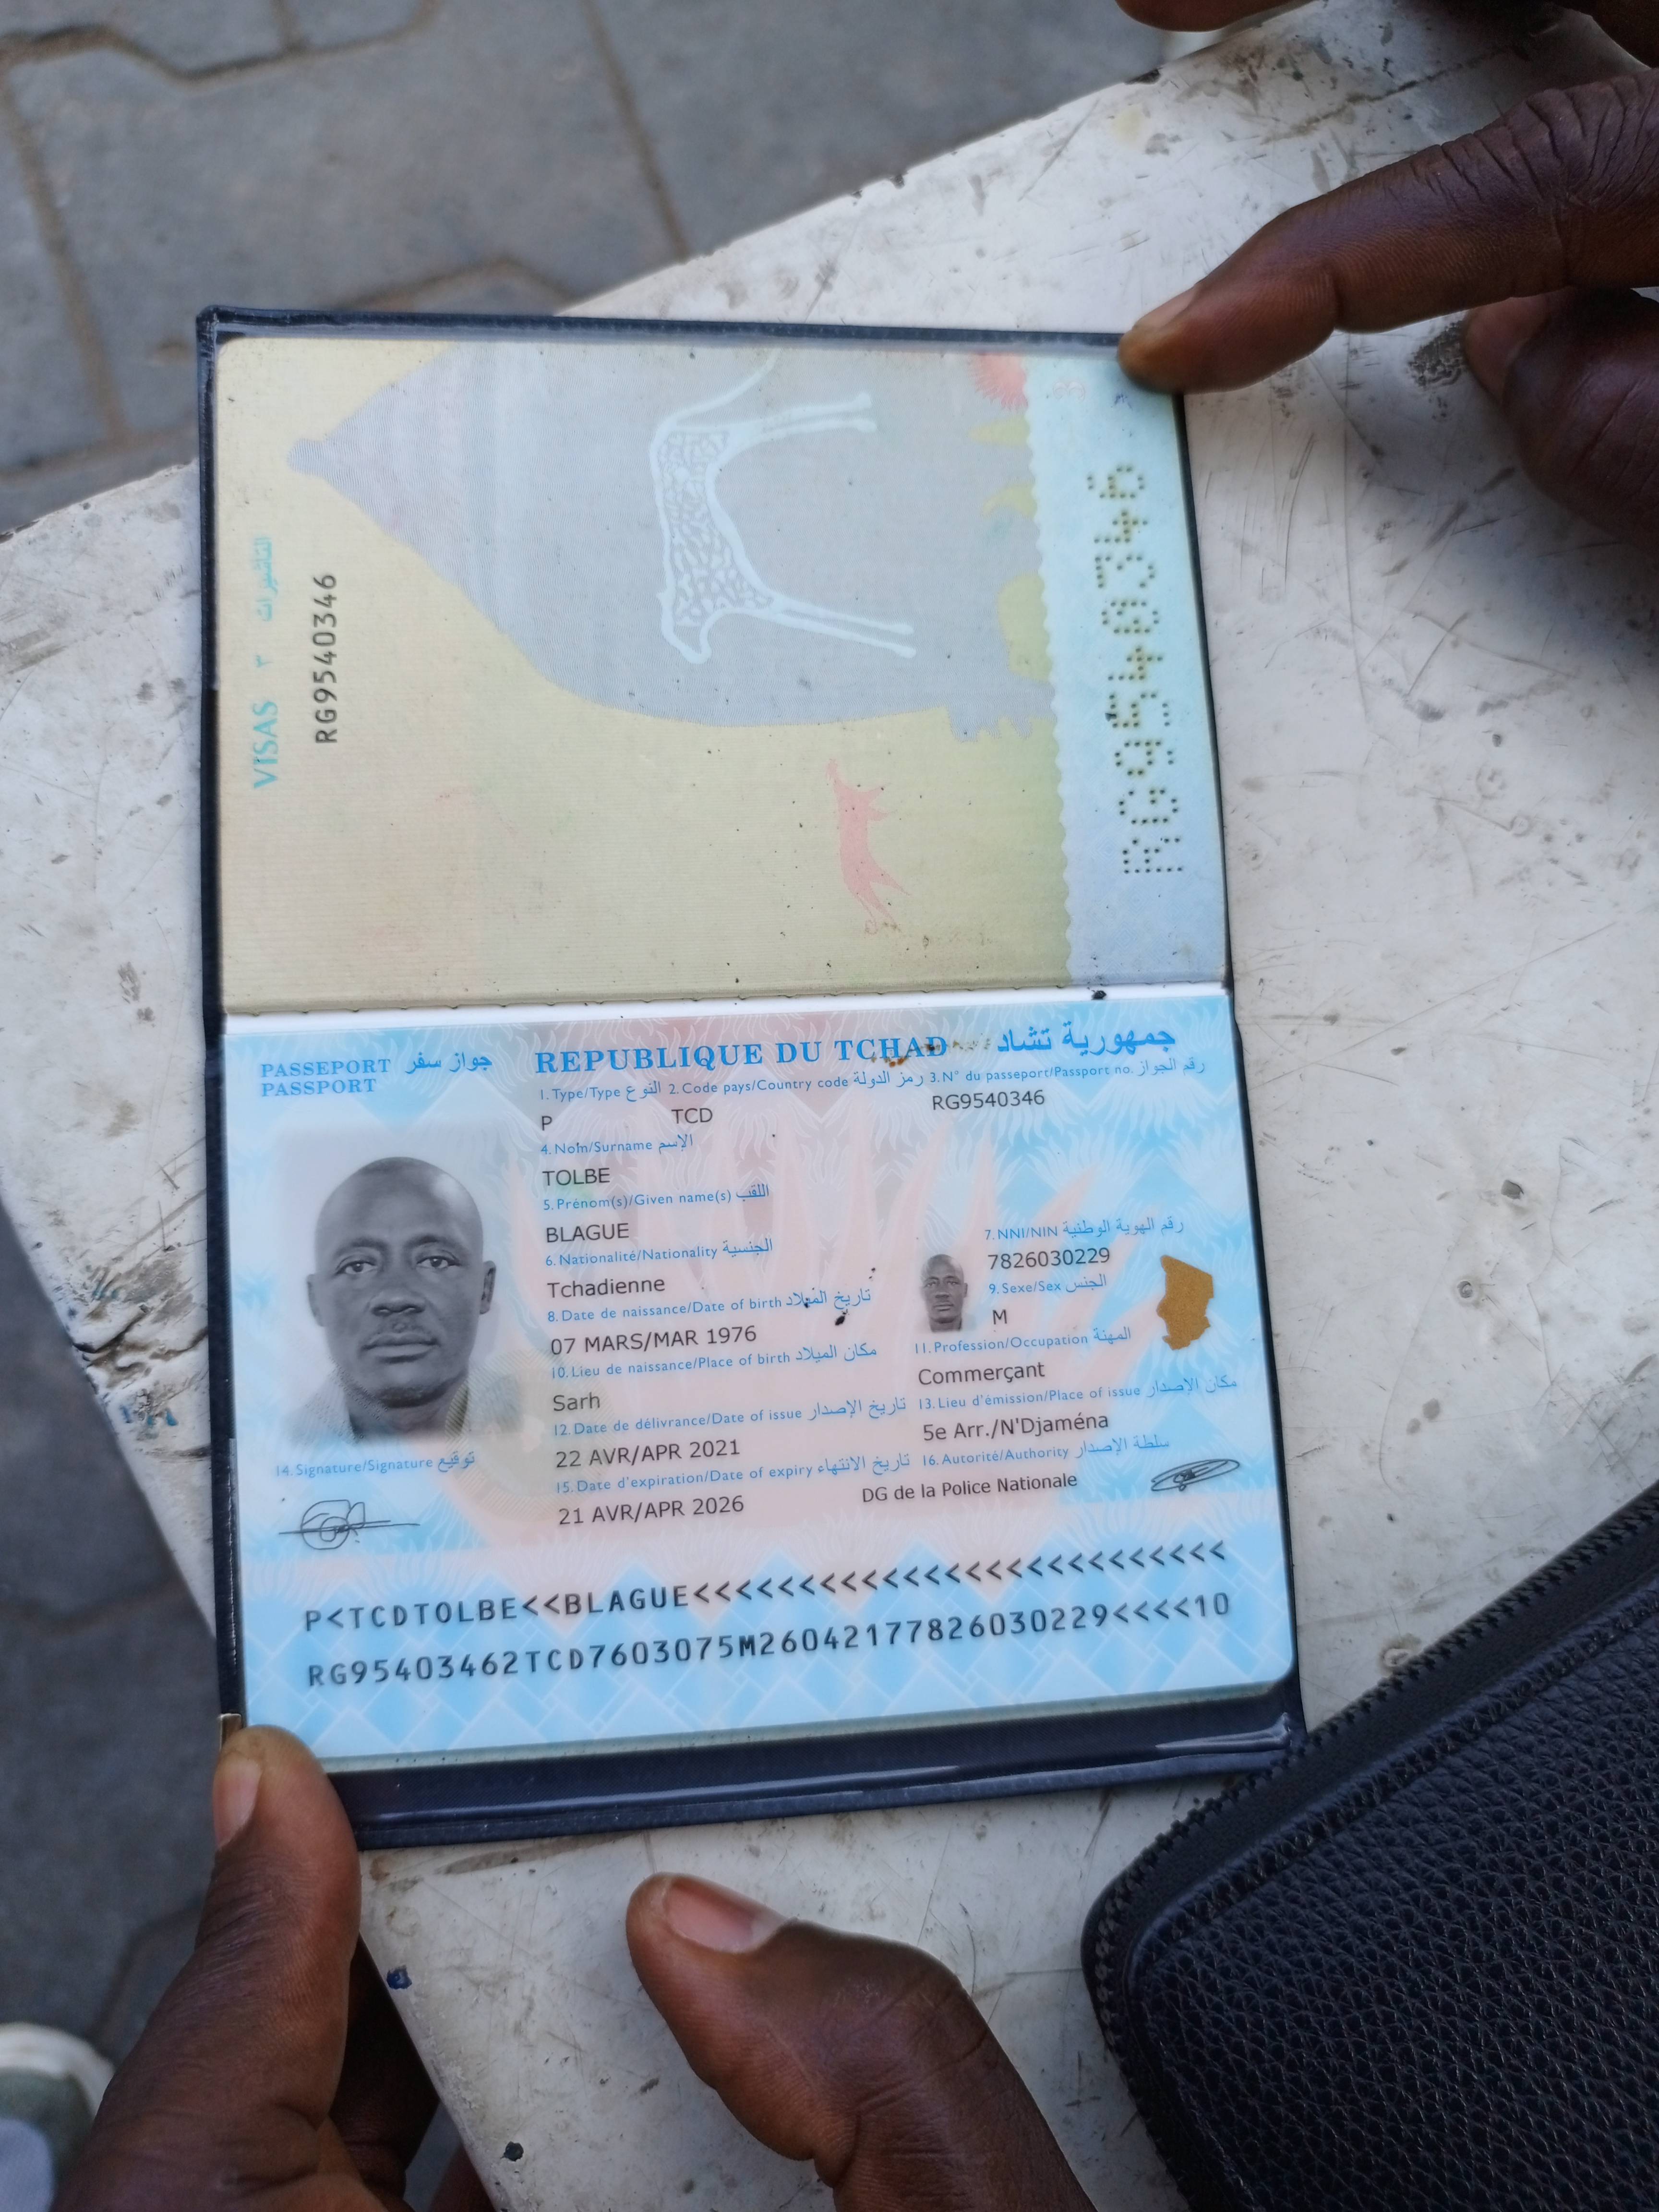 VISAS ٣ التأشيرات
RG9540346
RG9540346
PASSEPORT جواز سفر
PASSPORT
REPUBLIQUE DU TCHAD جمهورية تشاد
1.Type/Type النوع 2.Code pays/Country code رمز الدولة 3.N° du passeport/Passport no. رقم الجواز
P TCD RG9540346
4.Nom/Surname الإسم
TOLBE
5.Prénom(s)/Given name(s) اللقب
BLAGUE
6.Nationalité/Nationality الجنسية 7.NNI/NIN رقم الهوية الوطنية
Tchadienne 7826030229
8.Date de naissance/Date of birth تاريخ الميلاد 9.Sexe/Sex الجنس
07 MARS/MAR 1976 M
10.Lieu de naissance/Place of birth مكان الميلاد 11.Profession/Occupation المهنة
Sarh Commerçant
12.Date de délivrance/Date of issue تاريخ الإصدار 13.Lieu d'émission/Place of issue مكان الإصدار
22 AVR/APR 2021 5e Arr./N'Djaména
14.Signature/Signature توقيع 15.Date d'expiration/Date of expiry تاريخ الانتهاء 16.Autorité/Authority سلطة الإصدار
21 AVR/APR 2026 DG de la Police Nationale
P<TCDTOLBE<<BLAGUE<<<<<<<<<<<<<<<<<<<<<<<<<<
RG95403462TCD7603075M26042177826030229<<<<10